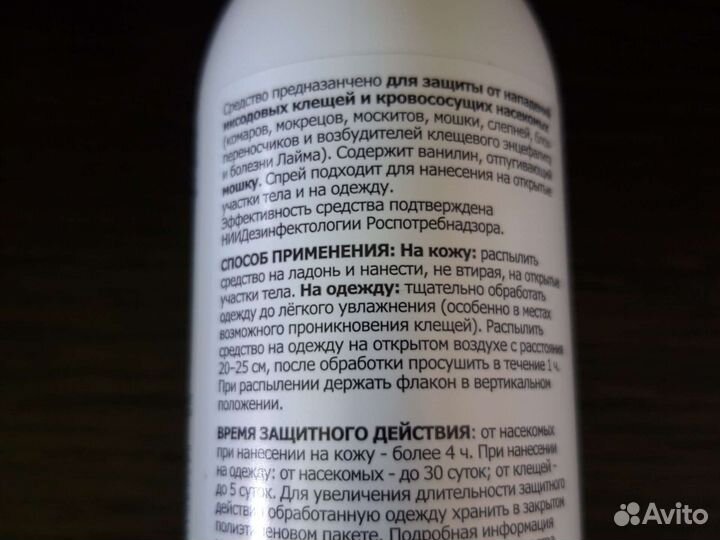 Средство предназанчено для защиты от нападений
иксодовых клещей и кровососущих насекомых
(комаров, мокрецов, москитов, мошки, слепней, блох-
переносчиков и возбудителей клещевого энцефалита
и болезни Лайма). Содержит ванилин, отпугивающий
мошку. Спрей подходит для нанесения на открытые
участки тела и на одежду.
Эффективность средства подтверждена
НИИДезинфектологии Роспотребнадзора.
СПОСОБ ПРИМЕНЕНИЯ: На кожу: распылить
средство на ладонь и нанести, не втирая, на открытые
участки тела. На одежду: тщательно обработать
одежду до лёгкого увлажнения (особенно в местах
возможного проникновения клещей). Распылить
средство на одежду на открытом воздухе с расстояния
20-25 см, после обработки просушить в течение 1 ч.
При распылении держать флакон в вертикальном
положении.
ВРЕМЯ ЗАЩИТНОГО ДЕЙСТВИЯ: от насекомых
при нанесении на кожу - более 4 ч. При нанесении
на одежду: от насекомых - до 30 суток; от клещей -
до 5 суток. Для увеличения длительности защитного
действия обработанную одежду хранить в закрытом
полиэтиленовом пакете. Подробная информация
Avito